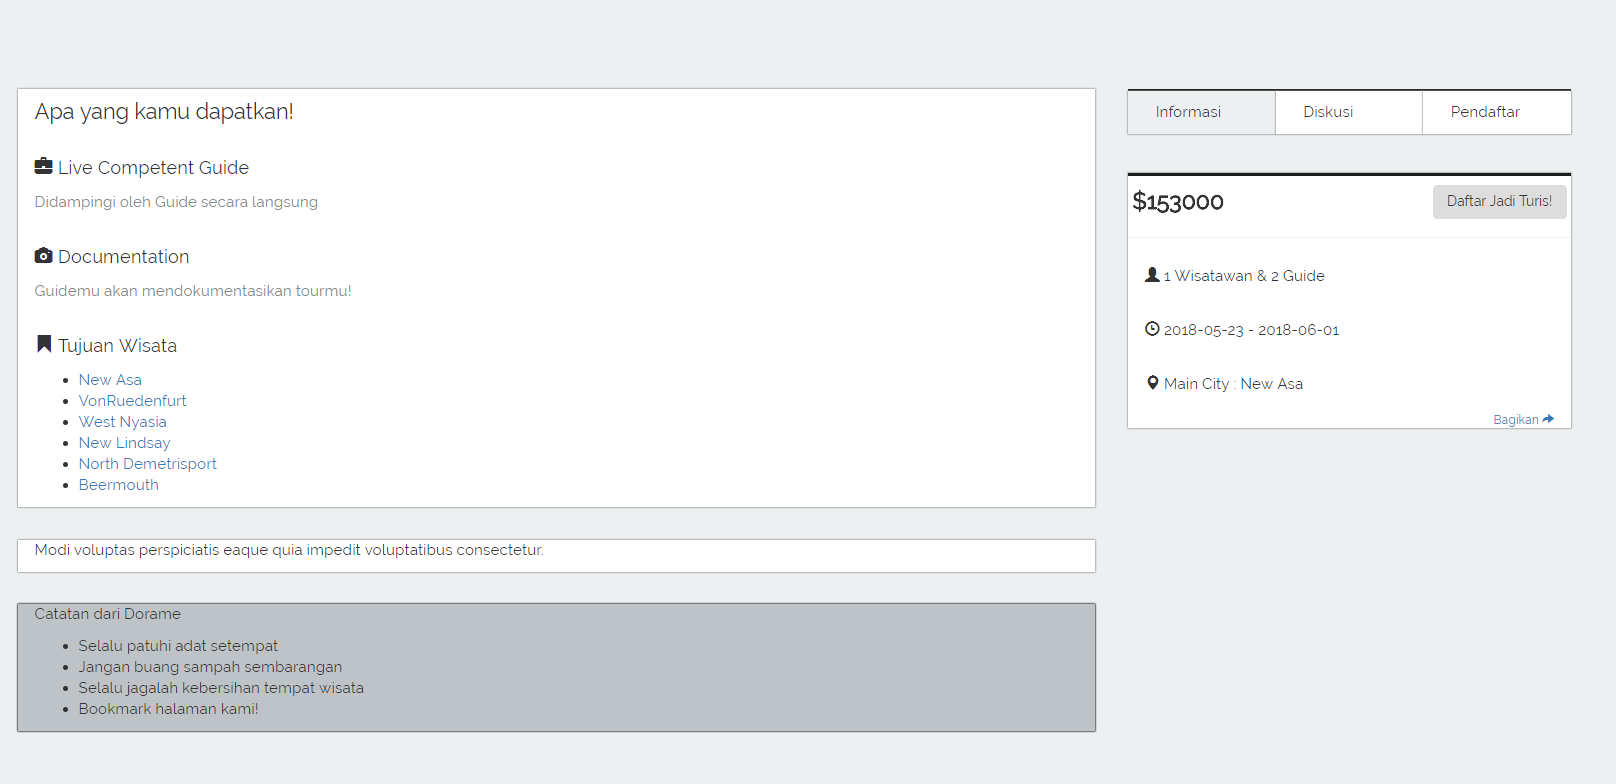 Apa yang kamu dapatkan!
Live Competent Guide
Didampingi oleh Guide secara langsung
Documentation
Guidemu akan mendokumentasikan tourmu!
Tujuan Wisata
New Asa
VonRuedenfurt
West Nyasia
New Lindsay
North Demetrisport
Beermouth
Modi voluptas perspiciatis eaque quia impedit voluptatibus consectetur.
Catatan dari Dorame
Selalu patuhi adat setempat
Jangan buang sampah sembarangan
Selalu jagalah kebersihan tempat wisata
Bookmark halaman kami!
Informasi Diskusi Pendaftar
$153000 Daftar Jadi Turis!
1 Wisatawan & 2 Guide
2018-05-23 - 2018-06-01
Main City : New Asa
Bagikan